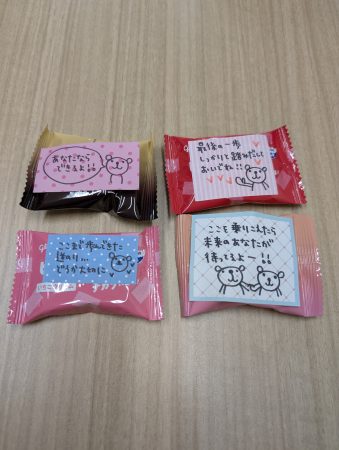 あなたなら
できるよ!!
最後の一歩
しっかりと踏みだして
おいでね!!
ここまで歩んできた
道のり...
どうか大切に
ここを乗りこえたら
未来のあなたが
待ってるよー!!